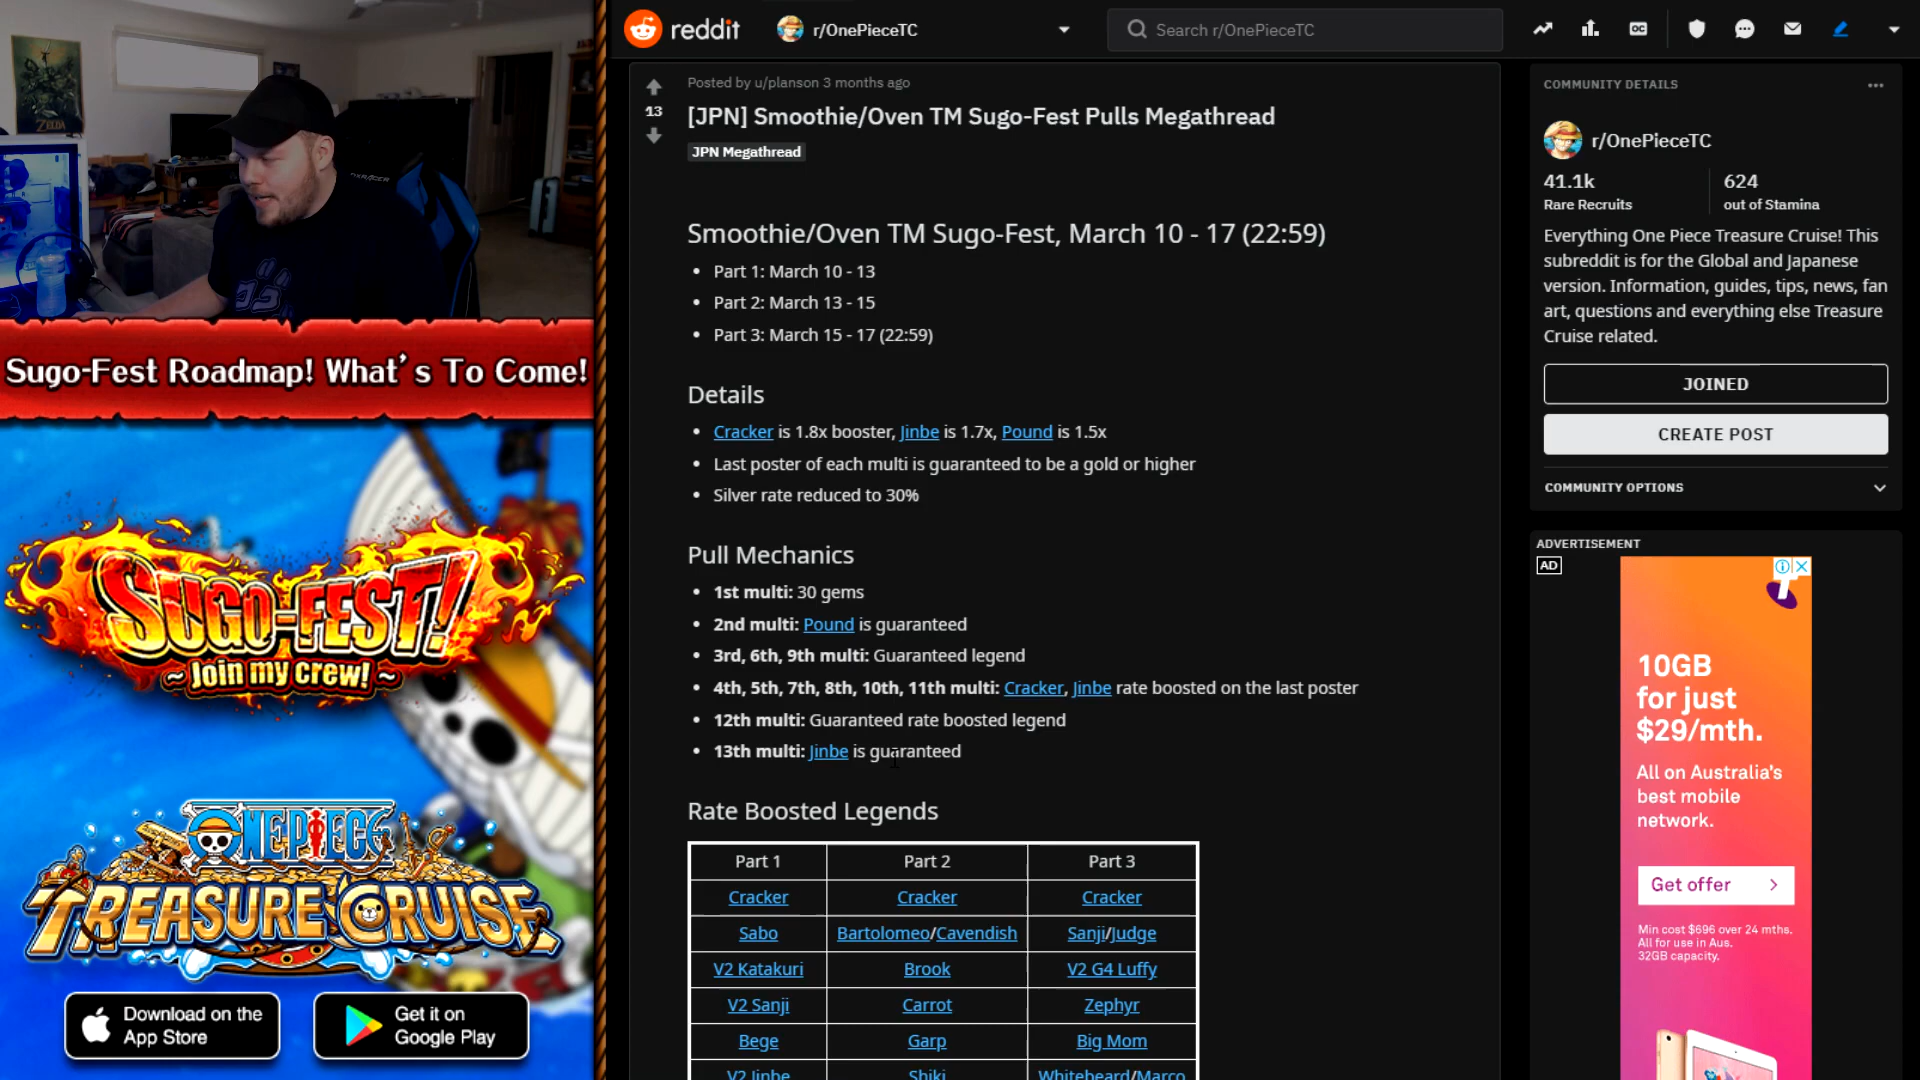 reddit
r/OnePieceTC
Search r/OnePieceTC
ZELDA
DXRACER
Sugo-Fest Roadmap! What's To Come!
SUGO-FEST!
~Join my crew!~
ONE PIECE
TREASURE CRUISE
Download on the
App Store
Get it on
Google Play
Posted by u/planson 3 months ago
13
[JPN] Smoothie/Oven TM Sugo-Fest Pulls Megathread
JPN Megathread
Smoothie/Oven TM Sugo-Fest, March 10 - 17 (22:59)
• Part 1: March 10 - 13
• Part 2: March 13 - 15
• Part 3: March 15 - 17 (22:59)
Details
• Cracker is 1.8x booster, Jinbe is 1.7x, Pound is 1.5x
• Last poster of each multi is guaranteed to be a gold or higher
• Silver rate reduced to 30%
Pull Mechanics
• 1st multi: 30 gems
• 2nd multi: Pound is guaranteed
• 3rd, 6th, 9th multi: Guaranteed legend
• 4th, 5th, 7th, 8th, 10th, 11th multi: Cracker, Jinbe rate boosted on the last poster
• 12th multi: Guaranteed rate boosted legend
• 13th multi: Jinbe is guaranteed
Rate Boosted Legends
Part 1 Part 2 Part 3
Cracker Cracker Cracker
Sabo Bartolomeo/Cavendish Sanji/Judge
V2 Katakuri Brook V2 G4 Luffy
V2 Sanji Carrot Zephyr
Bege Garp Big Mom
V2 Jinbe Shiki Whitebeard/Marco
COMMUNITY DETAILS
r/OnePieceTC
41.1k 624
Rare Recruits out of Stamina
Everything One Piece Treasure Cruise! This
subreddit is for the Global and Japanese
version. Information, guides, tips, news, fan
art, questions and everything else Treasure
Cruise related.
JOINED
CREATE POST
COMMUNITY OPTIONS
ADVERTISEMENT
AD
10GB
for just
$29/mth.
All on Australia's
best mobile
network.
Get offer
Min cost $696 over 24 mths.
All for use in Aus.
32GB capacity.